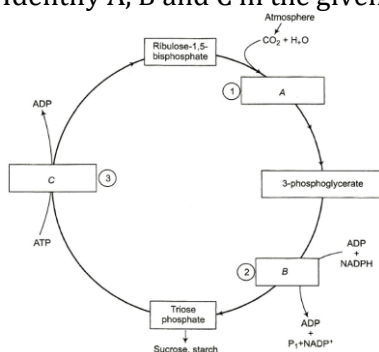 Identify A, B and C in the given
Atmosphere
CO₂ + H₂O
Ribulose-1,5-
bisphosphate
1
A
ADP
C
3
3-phosphoglycerate
ATP
2
B
ADP
+
NADPH
Triose
phosphate
ADP
+
P₁+NADP⁺
Sucrose, starch